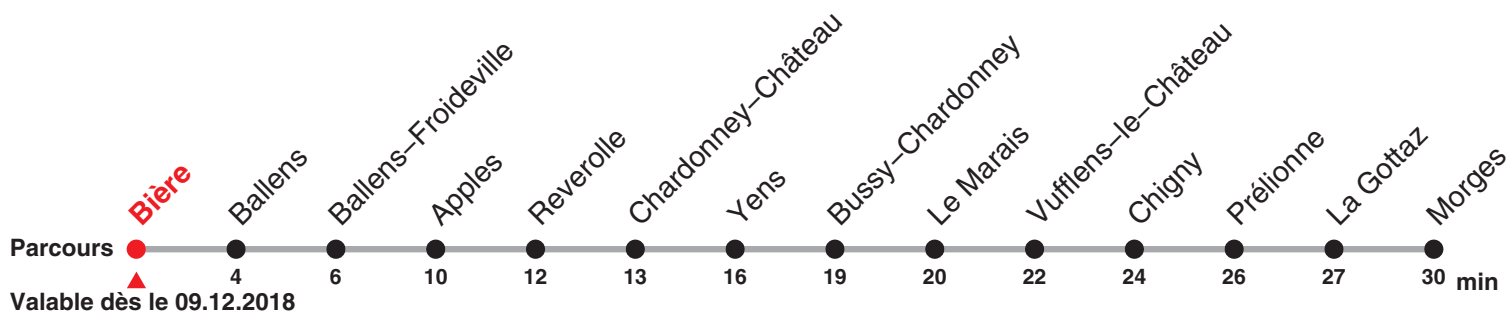 Bière
Ballens
Ballens–Froideville
Apples
Reverolle
Chardonney–Château
Yens
Bussy–Chardonney
Le Marais
Vufflens–le–Château
Chigny
Prélionne
La Gottaz
Morges
Parcours
4 6 10 12 13 16 19 20 22 24 26 27 30 min
Valable dès le 09.12.2018